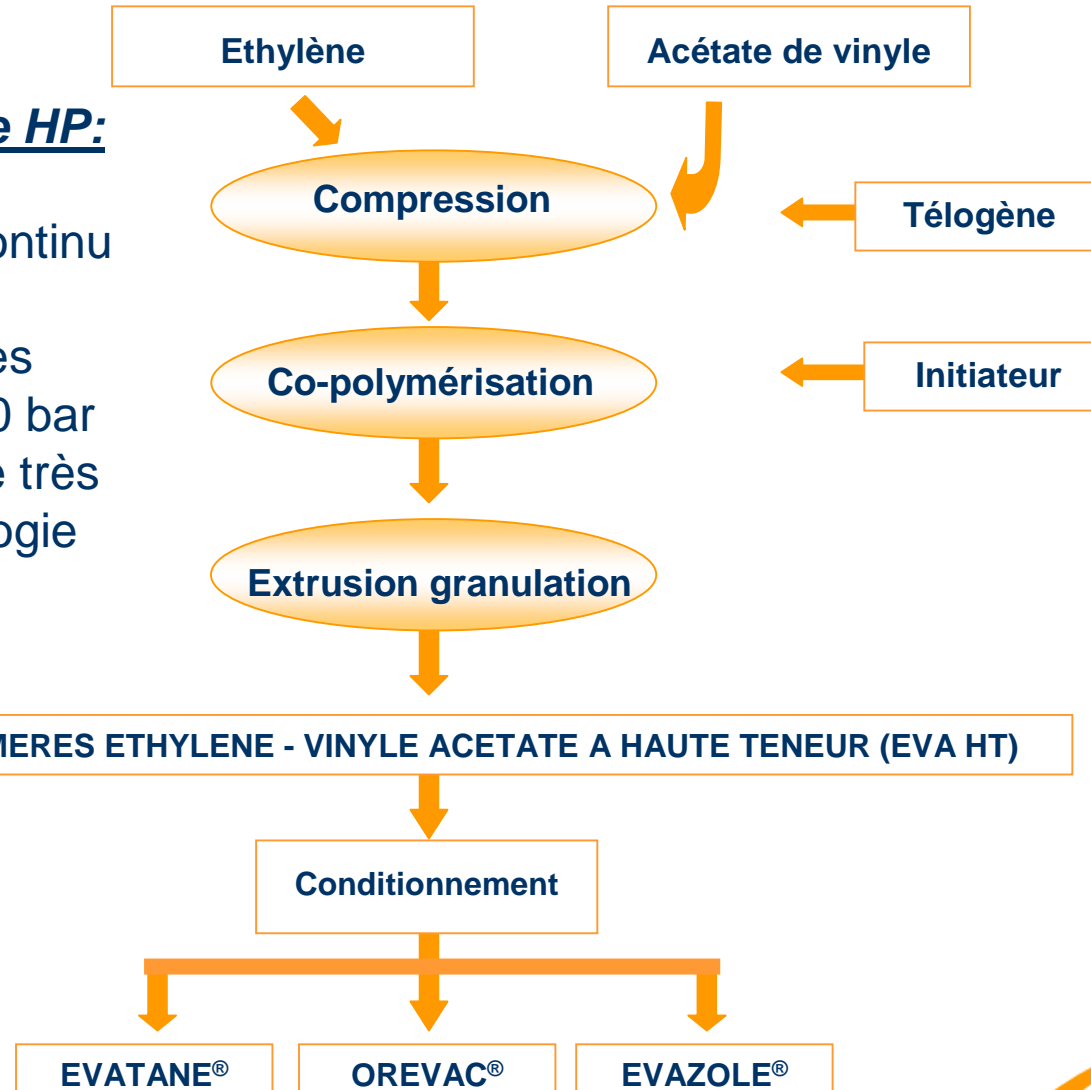 Ethylène
Acétate de vinyle
e HP:
Compression
Télogène
ontinu
es
Co-polymérisation
Initiateur
0 bar
e très
ogie
Extrusion granulation
MERES ETHYLENE - VINYLE ACETATE A HAUTE TENEUR (EVA HT)
Conditionnement
EVATANE®
OREVAC®
EVAZOLE®